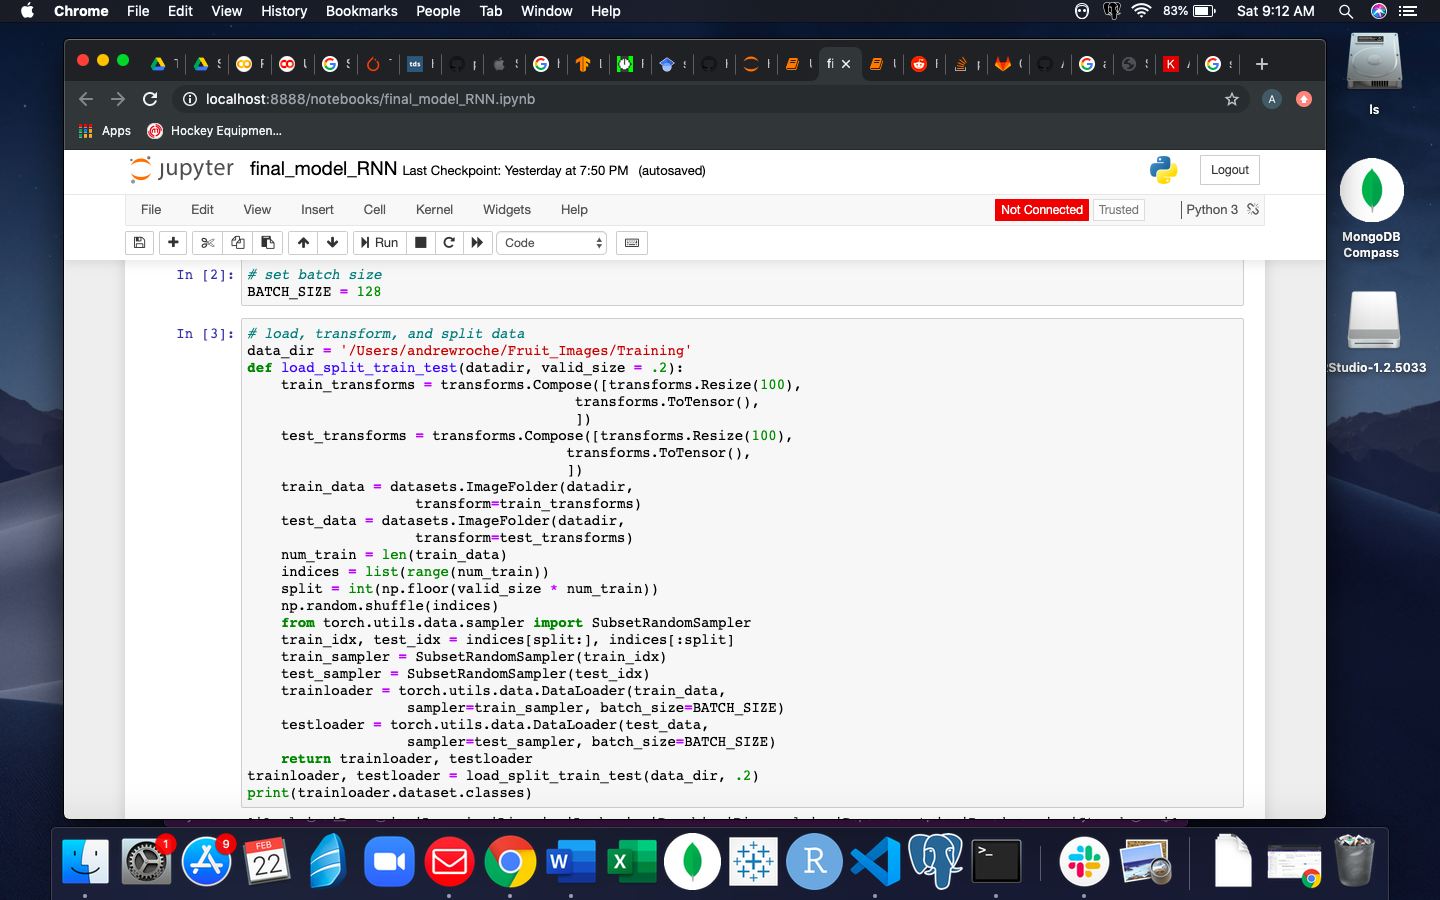 Chrome File Edit View History Bookmarks People Tab Window Help 83% Sat 9:12 AM
localhost:8888/notebooks/final_model_RNN.ipynb
Apps Hockey Equipmen...
jupyter final_model_RNN Last Checkpoint: Yesterday at 7:50 PM (autosaved) Logout
File Edit View Insert Cell Kernel Widgets Help Not Connected Trusted Python 3
Run Code
In [2]: # set batch size
BATCH_SIZE = 128
In [3]: # load, transform, and split data
data_dir = '/Users/andrewroche/Fruit_Images/Training'
def load_split_train_test(datadir, valid_size = .2):
train_transforms = transforms.Compose([transforms.Resize(100),
transforms.ToTensor(),
])
test_transforms = transforms.Compose([transforms.Resize(100),
transforms.ToTensor(),
])
train_data = datasets.ImageFolder(datadir,
transform=train_transforms)
test_data = datasets.ImageFolder(datadir,
transform=test_transforms)
num_train = len(train_data)
indices = list(range(num_train))
split = int(np.floor(valid_size * num_train))
np.random.shuffle(indices)
from torch.utils.data.sampler import SubsetRandomSampler
train_idx, test_idx = indices[split:], indices[:split]
train_sampler = SubsetRandomSampler(train_idx)
test_sampler = SubsetRandomSampler(test_idx)
trainloader = torch.utils.data.DataLoader(train_data,
sampler=train_sampler, batch_size=BATCH_SIZE)
testloader = torch.utils.data.DataLoader(test_data,
sampler=test_sampler, batch_size=BATCH_SIZE)
return trainloader, testloader
trainloader, testloader = load_split_train_test(data_dir, .2)
print(trainloader.dataset.classes)
ls
MongoDB
Compass
Studio-1.2.5033
1
9
FEB
22
W
X
R
>_